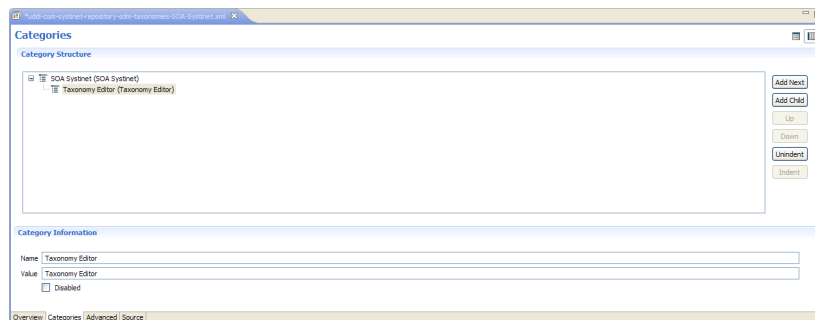 *uddi-com-systinet-repository-sdm-taxonomies-SOA-Systinet.xml
Categories
Category Structure
SOA Systinet (SOA Systinet)
Taxonomy Editor (Taxonomy Editor)
Add Next
Add Child
Up
Down
Unindent
Indent
Category Information
Name Taxonomy Editor
Value Taxonomy Editor
Disabled
Overview Categories Advanced Source